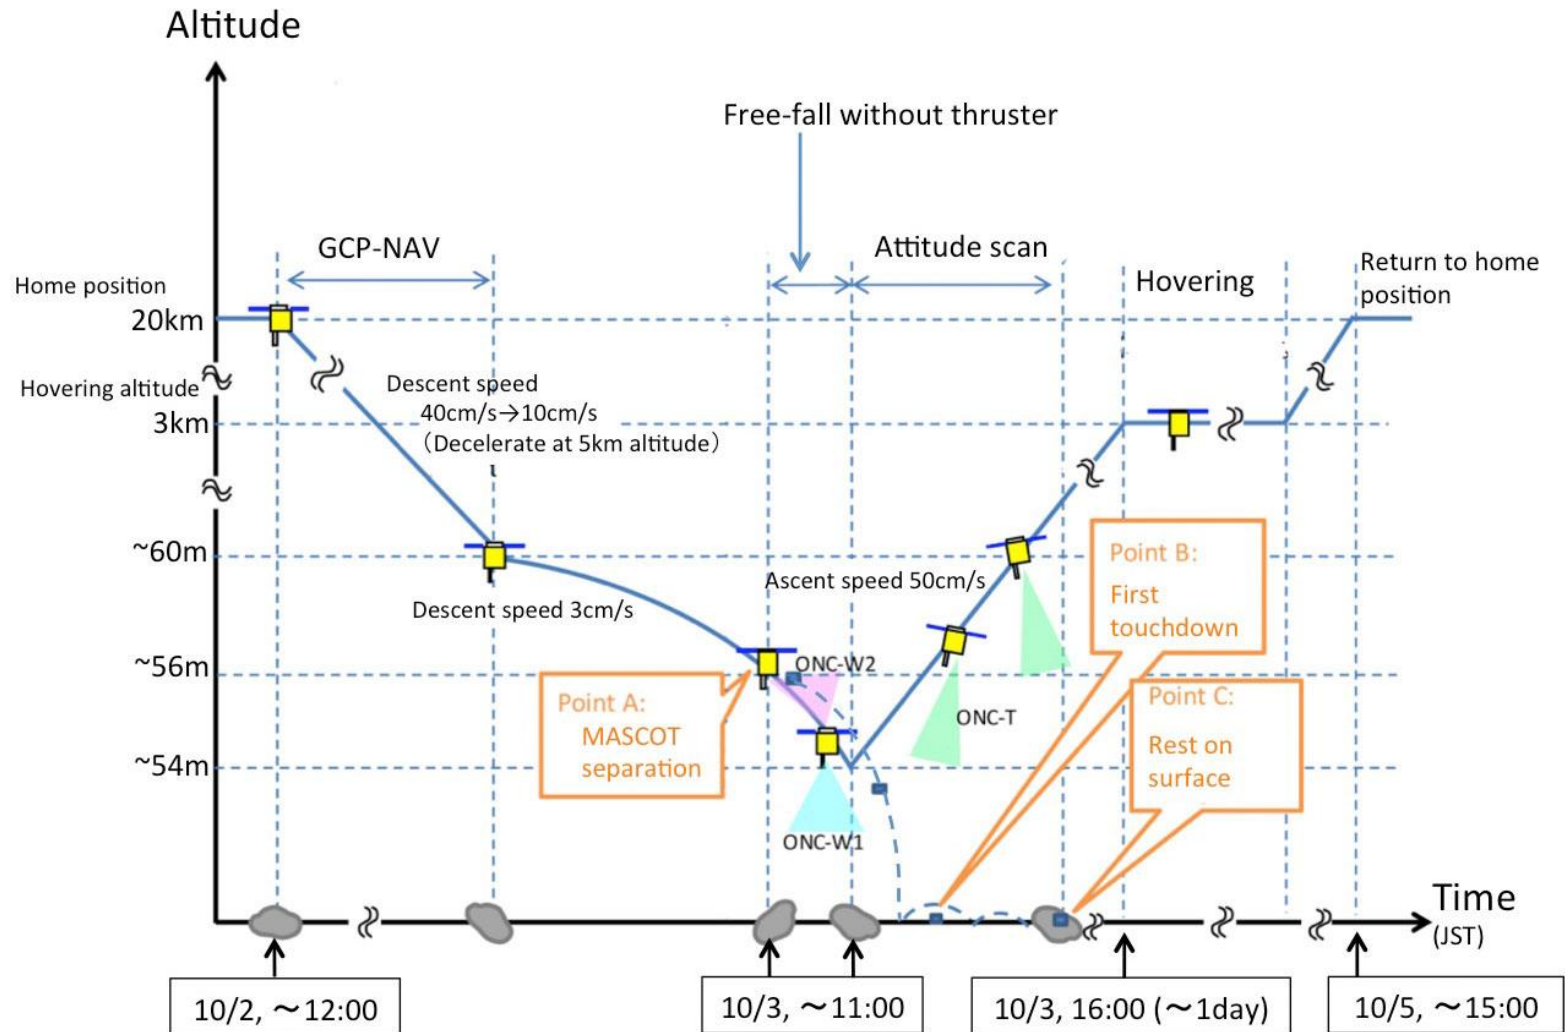 Altitude
Free-fall without thruster
GCP-NAV
Attitude scan
Hovering
Return to home
position
Home position
20km
Hovering altitude
3km
Descent speed
40cm/s→10cm/s
（Decelerate at 5km altitude）
~60m
Descent speed 3cm/s
Ascent speed 50cm/s
Point B:
First
touchdown
~56m
ONC-W2
Point A:
MASCOT
separation
ONC-T
Point C:
Rest on
surface
~54m
ONC-W1
Time
(JST)
10/2, ～12:00
10/3, ～11:00
10/3, 16:00 (～1day)
10/5, ～15:00